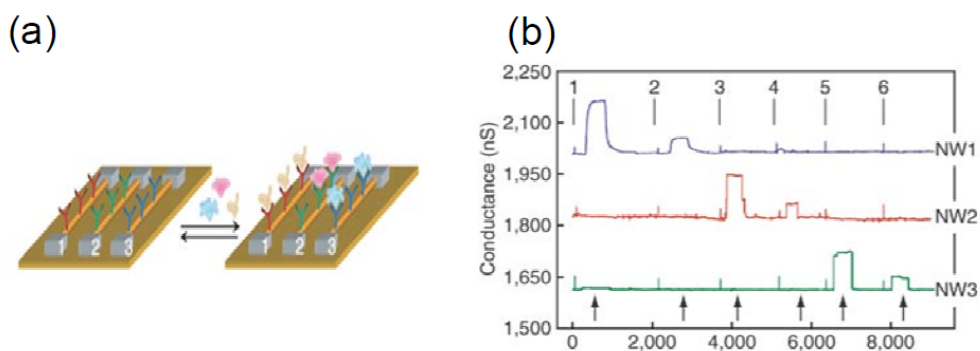 (a)
1 2 3
1 2 3
(b)
Conductance (nS)
2,250
2,100
1,950
1,800
1,650
1,500
1 2 3 4 5 6
NW1
NW2
NW3
0 2,000 4,000 6,000 8,000